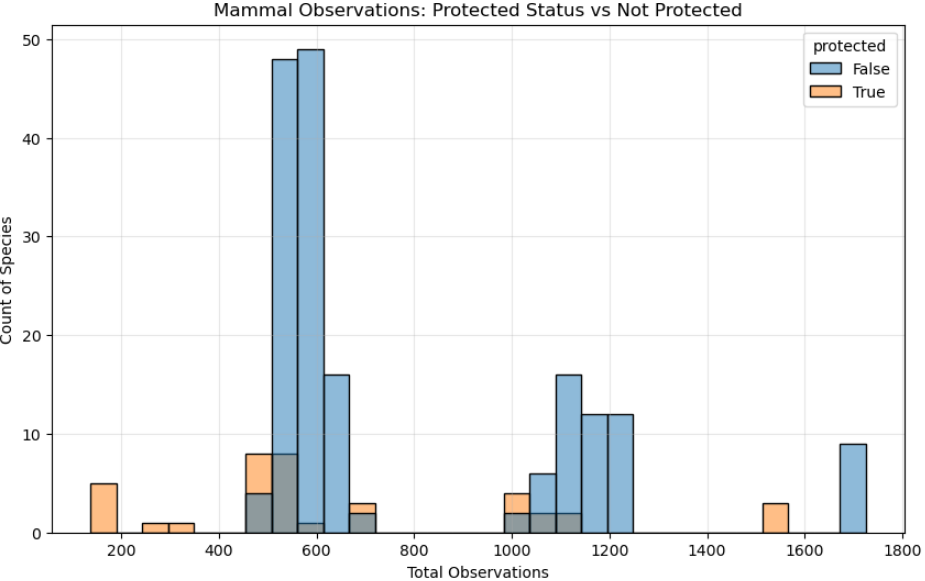 Mammal Observations: Protected Status vs Not Protected
protected
False
True
50
40
30
20
10
0
Count of Species
200 400 600 800 1000 1200 1400 1600 1800
Total Observations